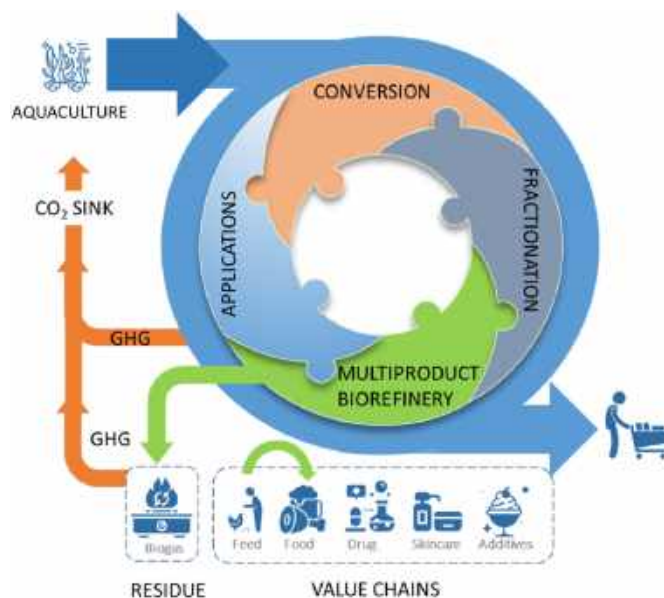 AQUACULTURE
CONVERSION
FRACTIONATION
APPLICATIONS
MULTIPRODUCT
BIOREFINERY
CO₂ SINK
GHG
GHG
Biogas
Feed
Food
Drug
Skincare
Additives
RESIDUE
VALUE CHAINS